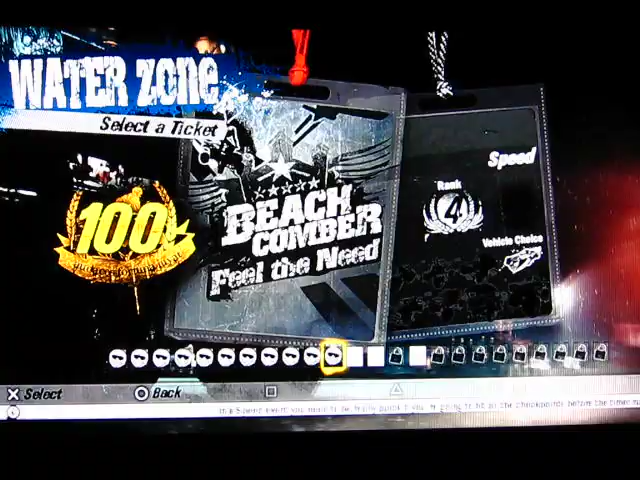 WATER ZONE
Select a Ticket
100
BEACH
COMBER
Feel the Need
Speed
Rank
4
Vehicle Choice
Select
Back